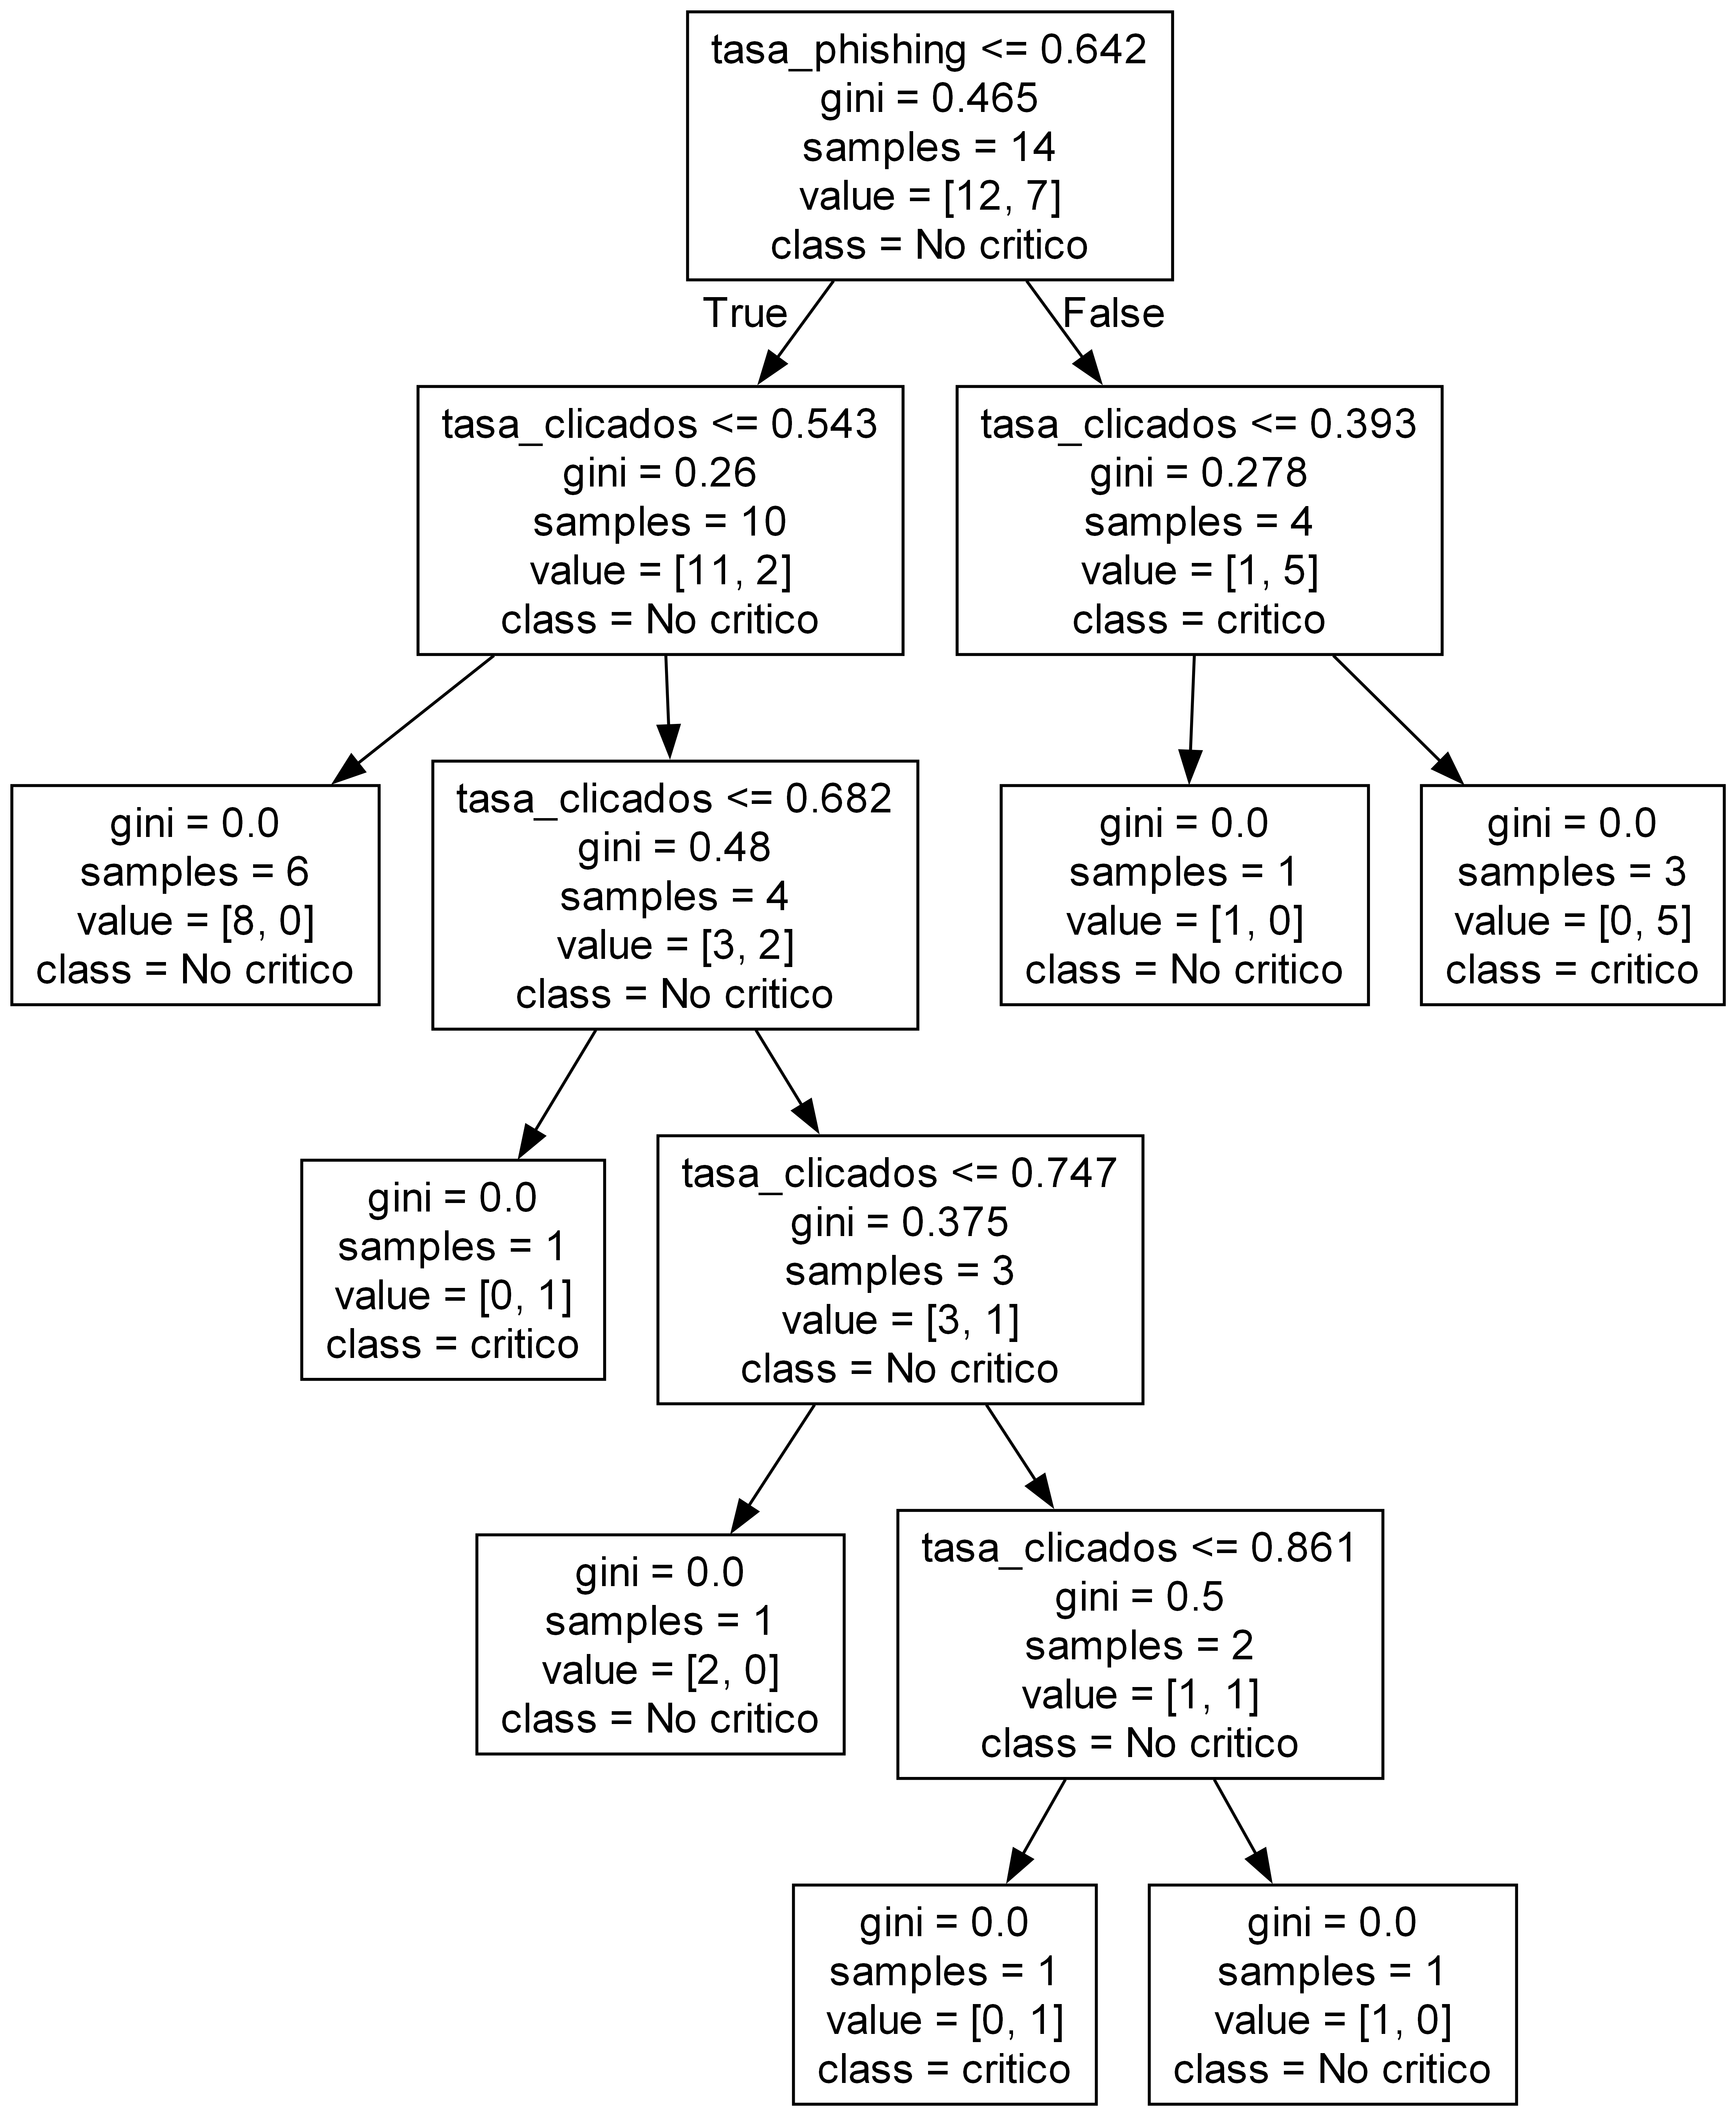 tasa_phishing <= 0.642
gini = 0.465
samples = 14
value = [12, 7]
class = No critico
True
False
tasa_clicados <= 0.543
gini = 0.26
samples = 10
value = [11, 2]
class = No critico
tasa_clicados <= 0.393
gini = 0.278
samples = 4
value = [1, 5]
class = critico
gini = 0.0
samples = 6
value = [8, 0]
class = No critico
tasa_clicados <= 0.682
gini = 0.48
samples = 4
value = [3, 2]
class = No critico
gini = 0.0
samples = 1
value = [1, 0]
class = No critico
gini = 0.0
samples = 3
value = [0, 5]
class = critico
gini = 0.0
samples = 1
value = [0, 1]
class = critico
tasa_clicados <= 0.747
gini = 0.375
samples = 3
value = [3, 1]
class = No critico
gini = 0.0
samples = 1
value = [2, 0]
class = No critico
tasa_clicados <= 0.861
gini = 0.5
samples = 2
value = [1, 1]
class = No critico
gini = 0.0
samples = 1
value = [0, 1]
class = critico
gini = 0.0
samples = 1
value = [1, 0]
class = No critico